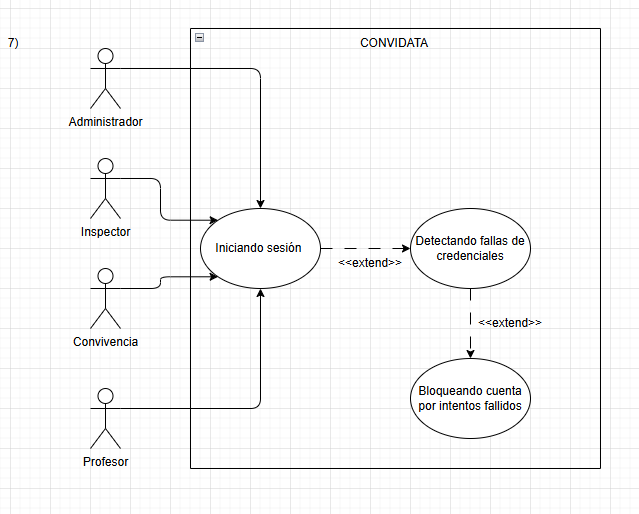 7)
CONVIDATA
Administrador
Inspector
Iniciando sesión
Detectando fallas de
credenciales
<<extend>>
Convivencia
<<extend>>
Bloqueando cuenta
por intentos fallidos
Profesor